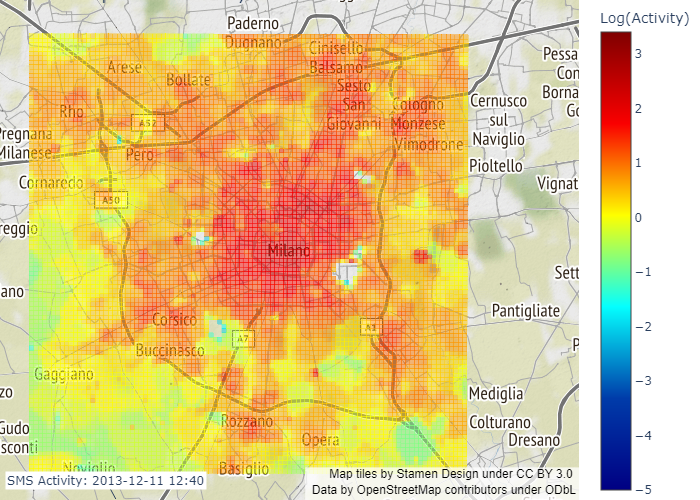 Paderno
Dugnano
Log(Activity)
Cinisello
Balsamo
Arese
Bollate
Sesto
San
Giovanni
Cologno
Monzese
Vimodrone
Pessa
Con
Borna
Go
Rho
A52
Cernusco
sul
Naviglio
Pregnana
Milanese
Pero
Pioltello
Cornaredo
A50
Vignat
reggio
Milano
Sett
ano
Pantigliate
Corsico
A7
A1
Buccinasco
P
Gaggiano
zo
Mediglia
Rozzano
Colturano
Gudo
sconti
Opera
Dresano
Noviglio
Basiglio
SMS Activity: 2013-12-11 12:40
Map tiles by Stamen Design under CC BY 3.0
Data by OpenStreetMap contributors under ODbL
3
2
1
0
−1
−2
−3
−4
−5